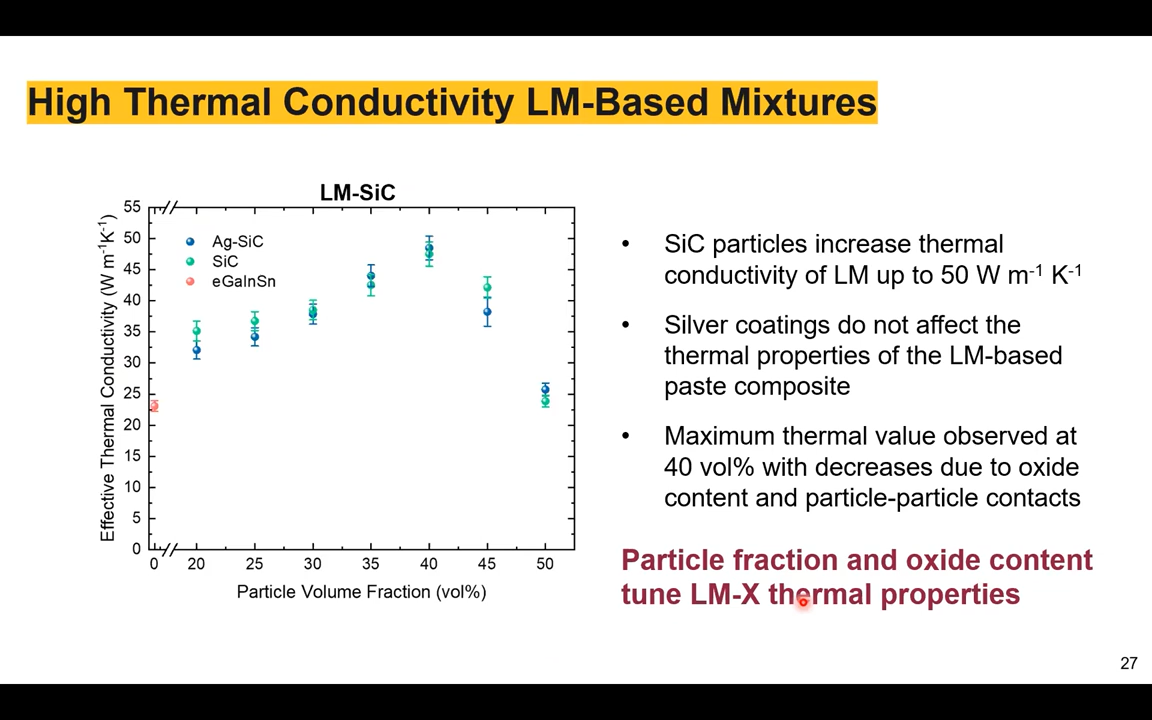 High Thermal Conductivity LM-Based Mixtures
LM-SiC
Effective Thermal Conductivity (W m⁻¹K⁻¹)
55
50
45
40
35
30
25
20
15
10
5
0
Ag-SiC
SiC
eGaInSn
0 20 25 30 35 40 45 50
Particle Volume Fraction (vol%)
• SiC particles increase thermal
conductivity of LM up to 50 W m⁻¹ K⁻¹
• Silver coatings do not affect the
thermal properties of the LM-based
paste composite
• Maximum thermal value observed at
40 vol% with decreases due to oxide
content and particle-particle contacts
Particle fraction and oxide content
tune LM-X thermal properties
27